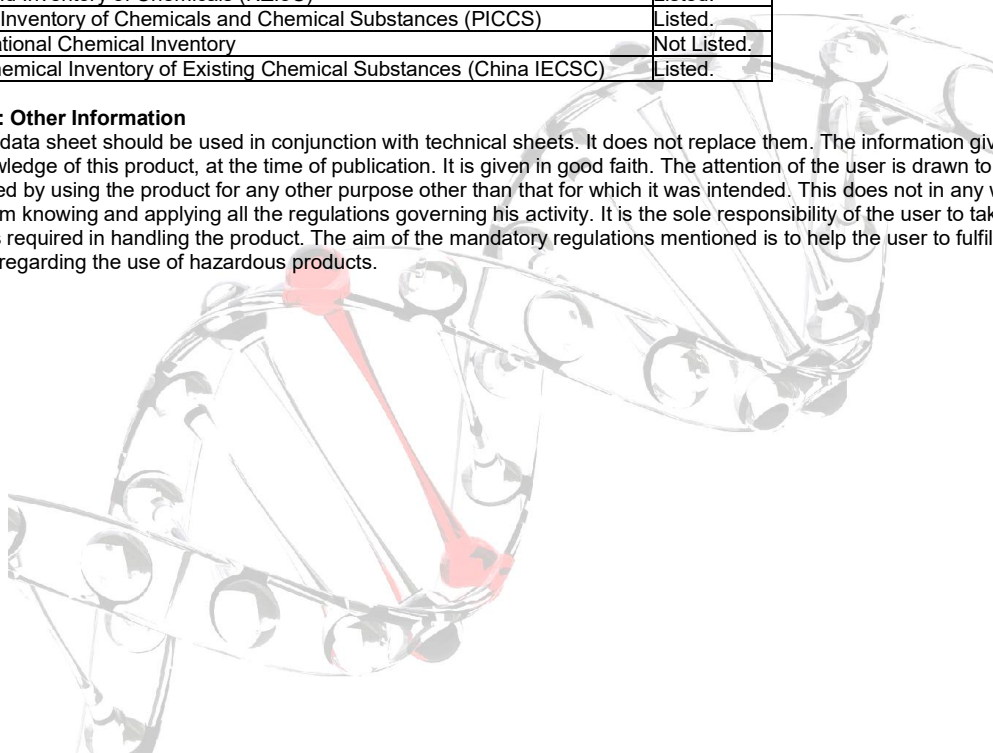 Inventory of Chemicals (NZIoC) Listed.
Inventory of Chemicals and Chemical Substances (PICCS) Listed.
ational Chemical Inventory Not Listed.
emical Inventory of Existing Chemical Substances (China IECSC) Listed.
: Other Information
data sheet should be used in conjunction with technical sheets. It does not replace them. The information giv
wledge of this product, at the time of publication. It is given in good faith. The attention of the user is drawn to
ed by using the product for any other purpose other than that for which it was intended. This does not in any
m knowing and applying all the regulations governing his activity. It is the sole responsibility of the user to tak
s required in handling the product. The aim of the mandatory regulations mentioned is to help the user to fulfil
regarding the use of hazardous products.